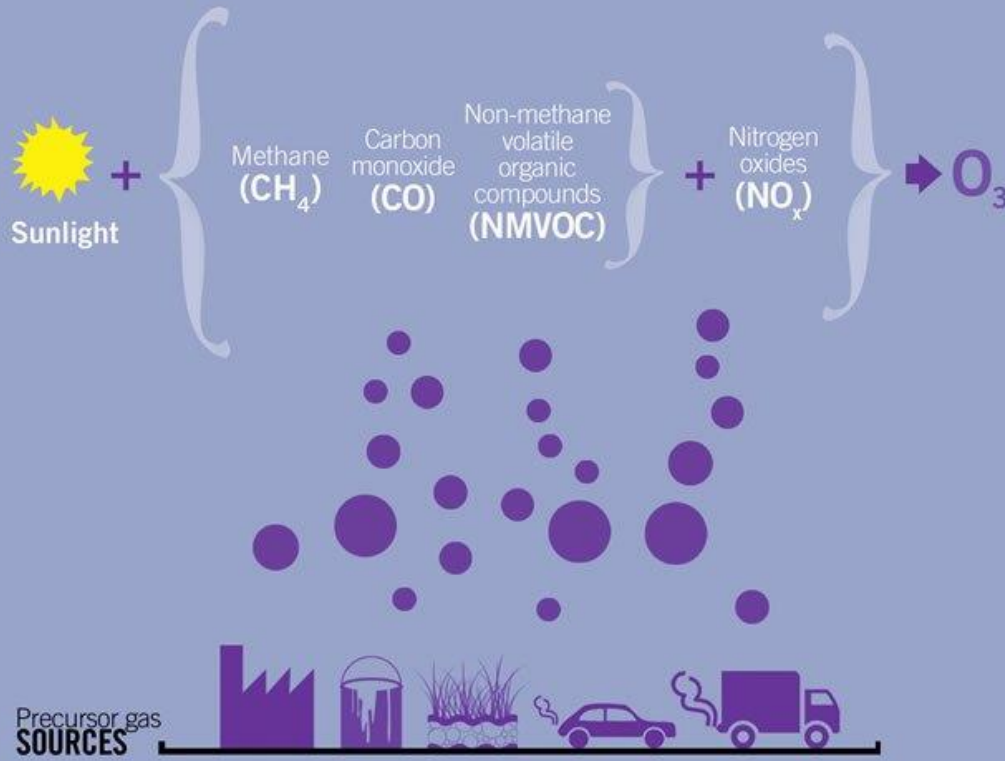 Sunlight
+
Methane
(CH₄)
Carbon
monoxide
(CO)
Non-methane
volatile
organic
compounds
(NMVOC)
+
Nitrogen
oxides
(NOₓ)
O₃
Precursor gas
SOURCES